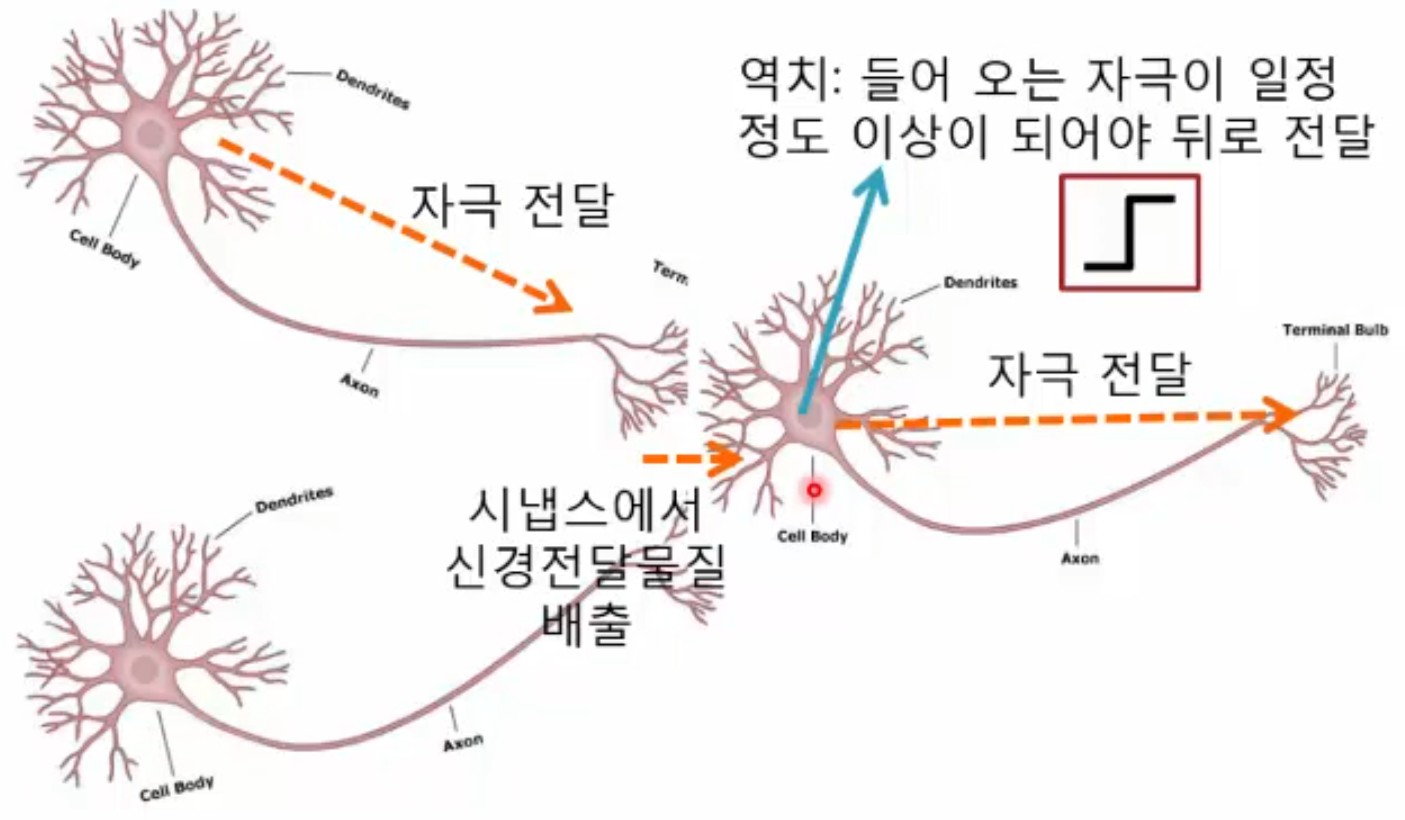 Dendrites
자극 전달
Cell Body
Axon
역치: 들어 오는 자극이 일정
정도 이상이 되어야 뒤로 전달
Term
Dendrites
Terminal Bulb
자극 전달
시냅스에서
신경전달물질
배출
Cell Body
Axon
Dendrites
Axon
Cell Body